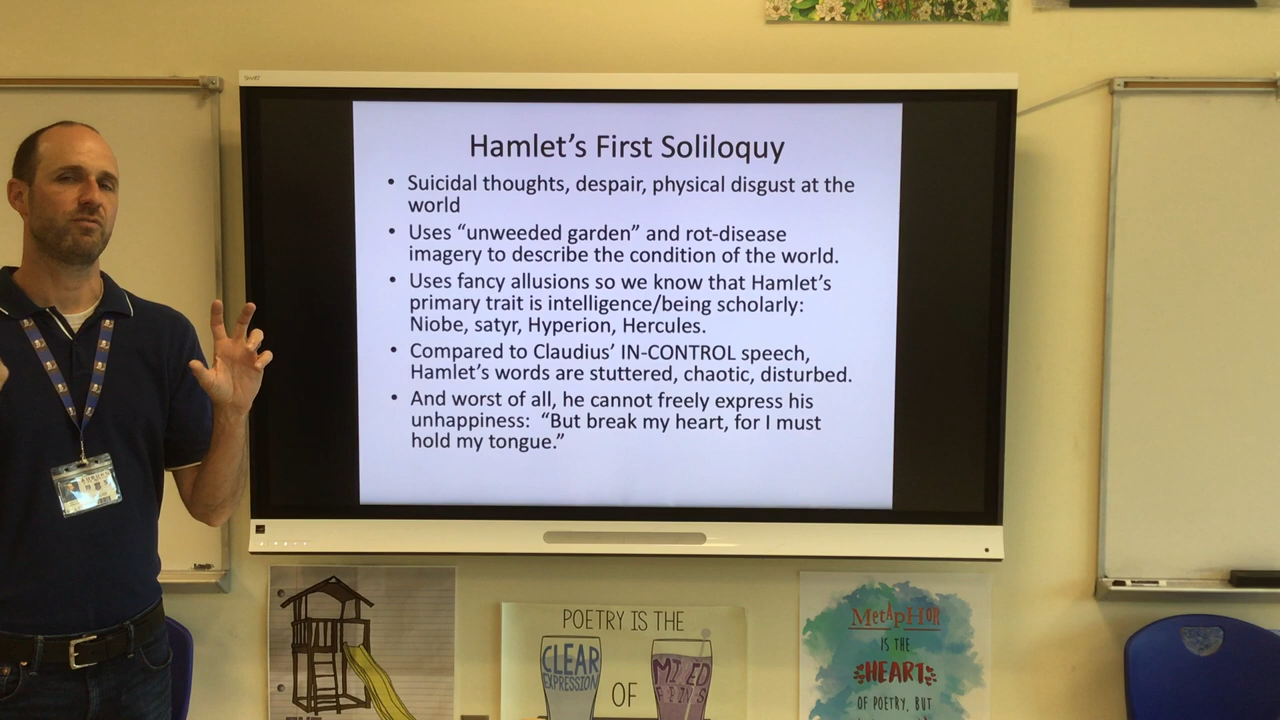 SMART
Hamlet's First Soliloquy
• Suicidal thoughts, despair, physical disgust at the
world
• Uses “unweeded garden” and rot-disease
imagery to describe the condition of the world.
• Uses fancy allusions so we know that Hamlet's
primary trait is intelligence/being scholarly:
Niobe, satyr, Hyperion, Hercules.
• Compared to Claudius' IN-CONTROL speech,
Hamlet's words are stuttered, chaotic, disturbed.
• And worst of all, he cannot freely express his
unhappiness: “But break my heart, for I must
hold my tongue.”
POETRY IS THE
CLEAR
EXPRESSION
OF
MIXED
MetApHOR
IS THE
HEART
OF POETRY, BUT